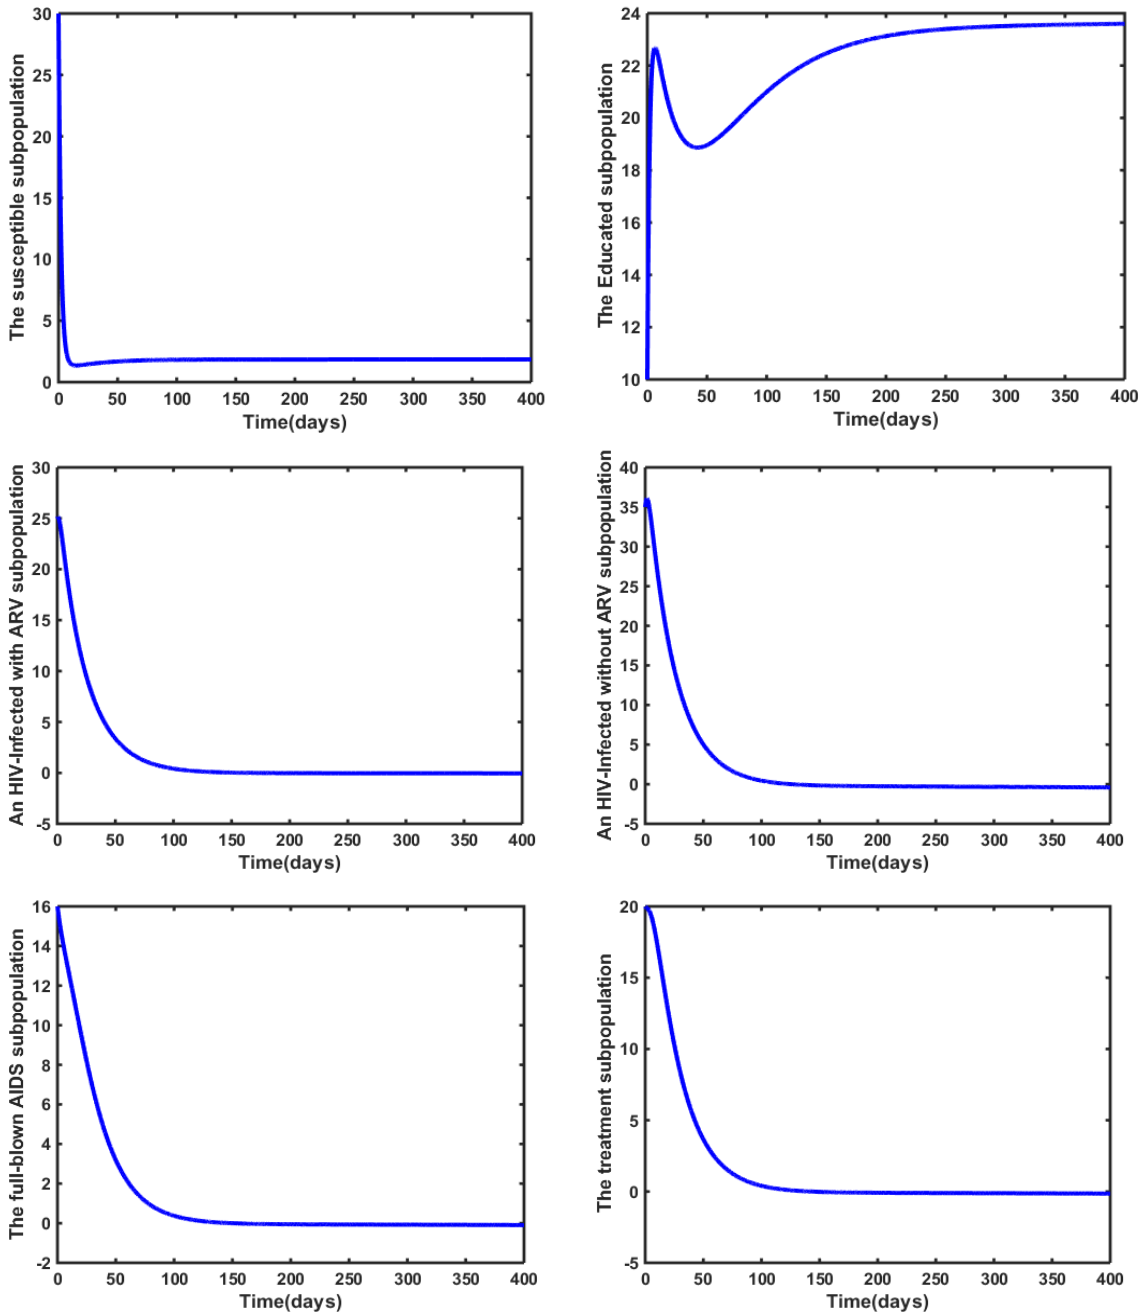 The susceptible subpopulation
30
25
20
15
10
5
0
0 50 100 150 200 250 300 350 400
Time(days)
The Educated subpopulation
24
22
20
18
16
14
12
10
0 50 100 150 200 250 300 350 400
Time(days)
An HIV-Infected with ARV subpopulation
30
25
20
15
10
5
0
-5
0 50 100 150 200 250 300 350 400
Time(days)
An HIV-Infected without ARV subpopulation
40
35
30
25
20
15
10
5
0
-5
0 50 100 150 200 250 300 350 400
Time(days)
The full-blown AIDS subpopulation
16
14
12
10
8
6
4
2
0
-2
0 50 100 150 200 250 300 350 400
Time(days)
The treatment subpopulation
20
15
10
5
0
-5
0 50 100 150 200 250 300 350 400
Time(days)